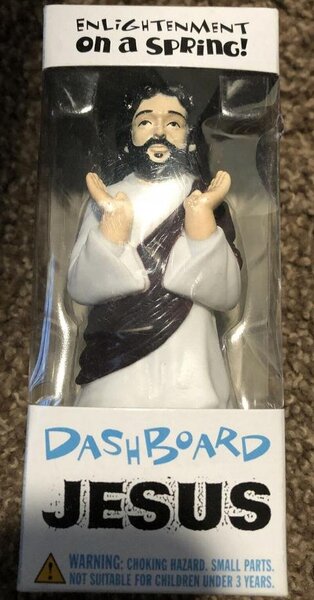 ENLIGHTENMENT
on a SPRING!
DASHBOARD
JESUS
WARNING: CHOKING HAZARD. SMALL PARTS.
NOT SUITABLE FOR CHILDREN UNDER 3 YEARS.